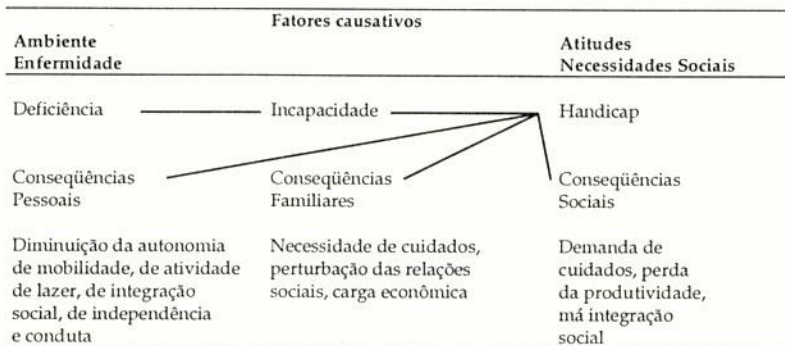 Fatores causativos
Ambiente
Enfermidade
Atitudes
Necessidades Sociais
Deficiência
Incapacidade
Handicap
Conseqüências
Pessoais
Conseqüências
Familiares
Conseqüências
Sociais
Diminuição da autonomia
de mobilidade, de atividade
de lazer, de integração
social, de independência
e conduta
Necessidade de cuidados,
perturbação das relações
sociais, carga econômica
Demanda de
cuidados, perda
da produtividade,
má integração
social